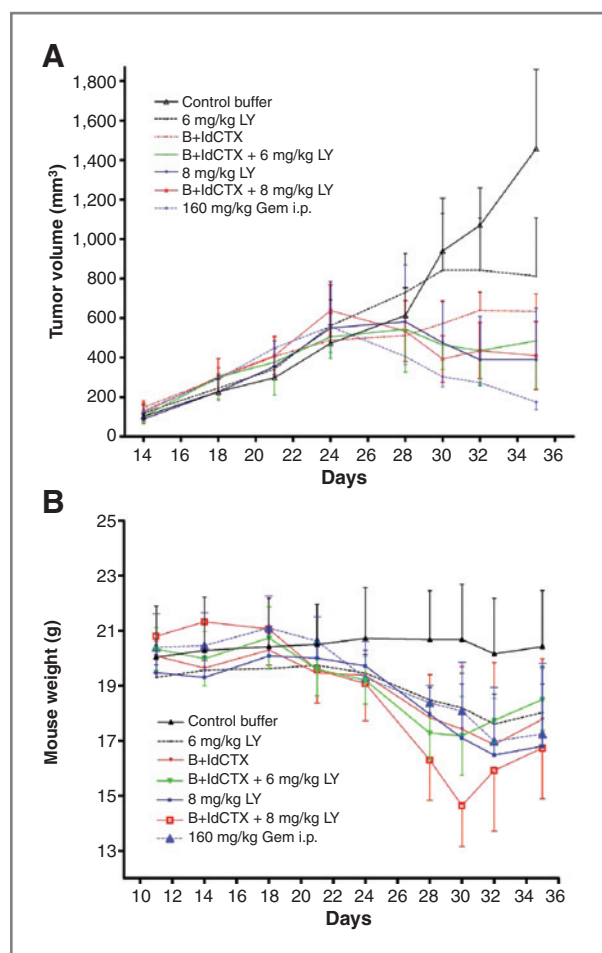 A
1,800
1,600
1,400
1,200
1,000
800
600
400
200
0
Tumor volume (mm³)
Control buffer
6 mg/kg LY
B+ldCTX
B+ldCTX + 6 mg/kg LY
8 mg/kg LY
B+ldCTX + 8 mg/kg LY
160 mg/kg Gem i.p.
14 16 18 20 22 24 26 28 30 32 34 36
Days
B
25
23
21
19
17
15
13
Mouse weight (g)
Control buffer
6 mg/kg LY
B+ldCTX
B+ldCTX + 6 mg/kg LY
8 mg/kg LY
B+ldCTX + 8 mg/kg LY
160 mg/kg Gem i.p.
10 12 14 16 18 20 22 24 26 28 30 32 34 36
Days